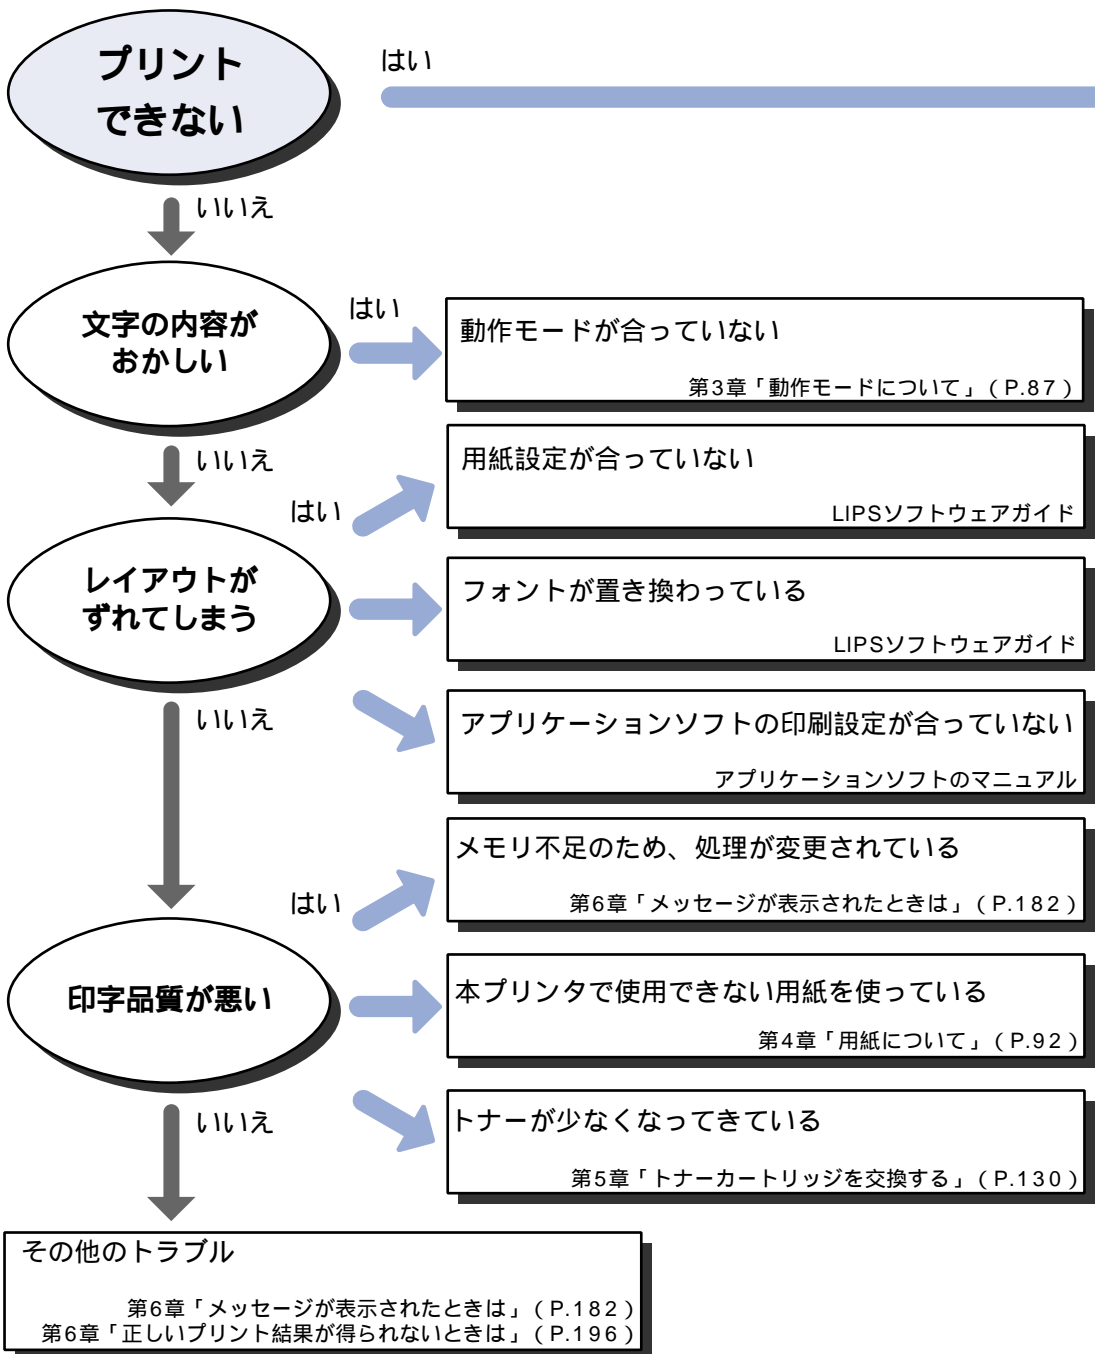 プリント
できない
はい
いいえ
文字の内容が
おかしい
はい
動作モードが合っていない
第3章「動作モードについて」(P.87)
いいえ
レイアウトが
ずれてしまう
はい
用紙設定が合っていない
LIPSソフトウェアガイド
フォントが置き換わっている
LIPSソフトウェアガイド
アプリケーションソフトの印刷設定が合っていない
アプリケーションソフトのマニュアル
いいえ
印字品質が悪い
はい
メモリ不足のため、処理が変更されている
第6章「メッセージが表示されたときは」(P.182)
本プリンタで使用できない用紙を使っている
第4章「用紙について」(P.92)
トナーが少なくなってきている
第5章「トナーカートリッジを交換する」(P.130)
いいえ
その他のトラブル
第6章「メッセージが表示されたときは」(P.182)
第6章「正しいプリント結果が得られないときは」(P.196)